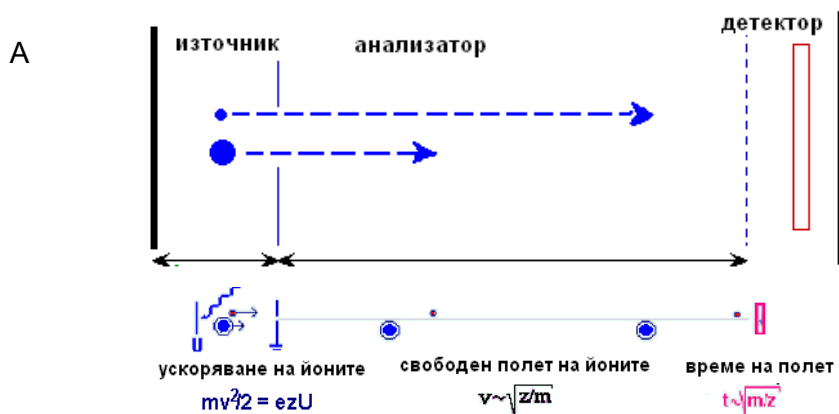 A
източник
анализатор
детектор
U
ускоряване на йоните
свободен полет на йоните
време на полет
mv²/2 = ezU
v~√z/m
t~√m/z